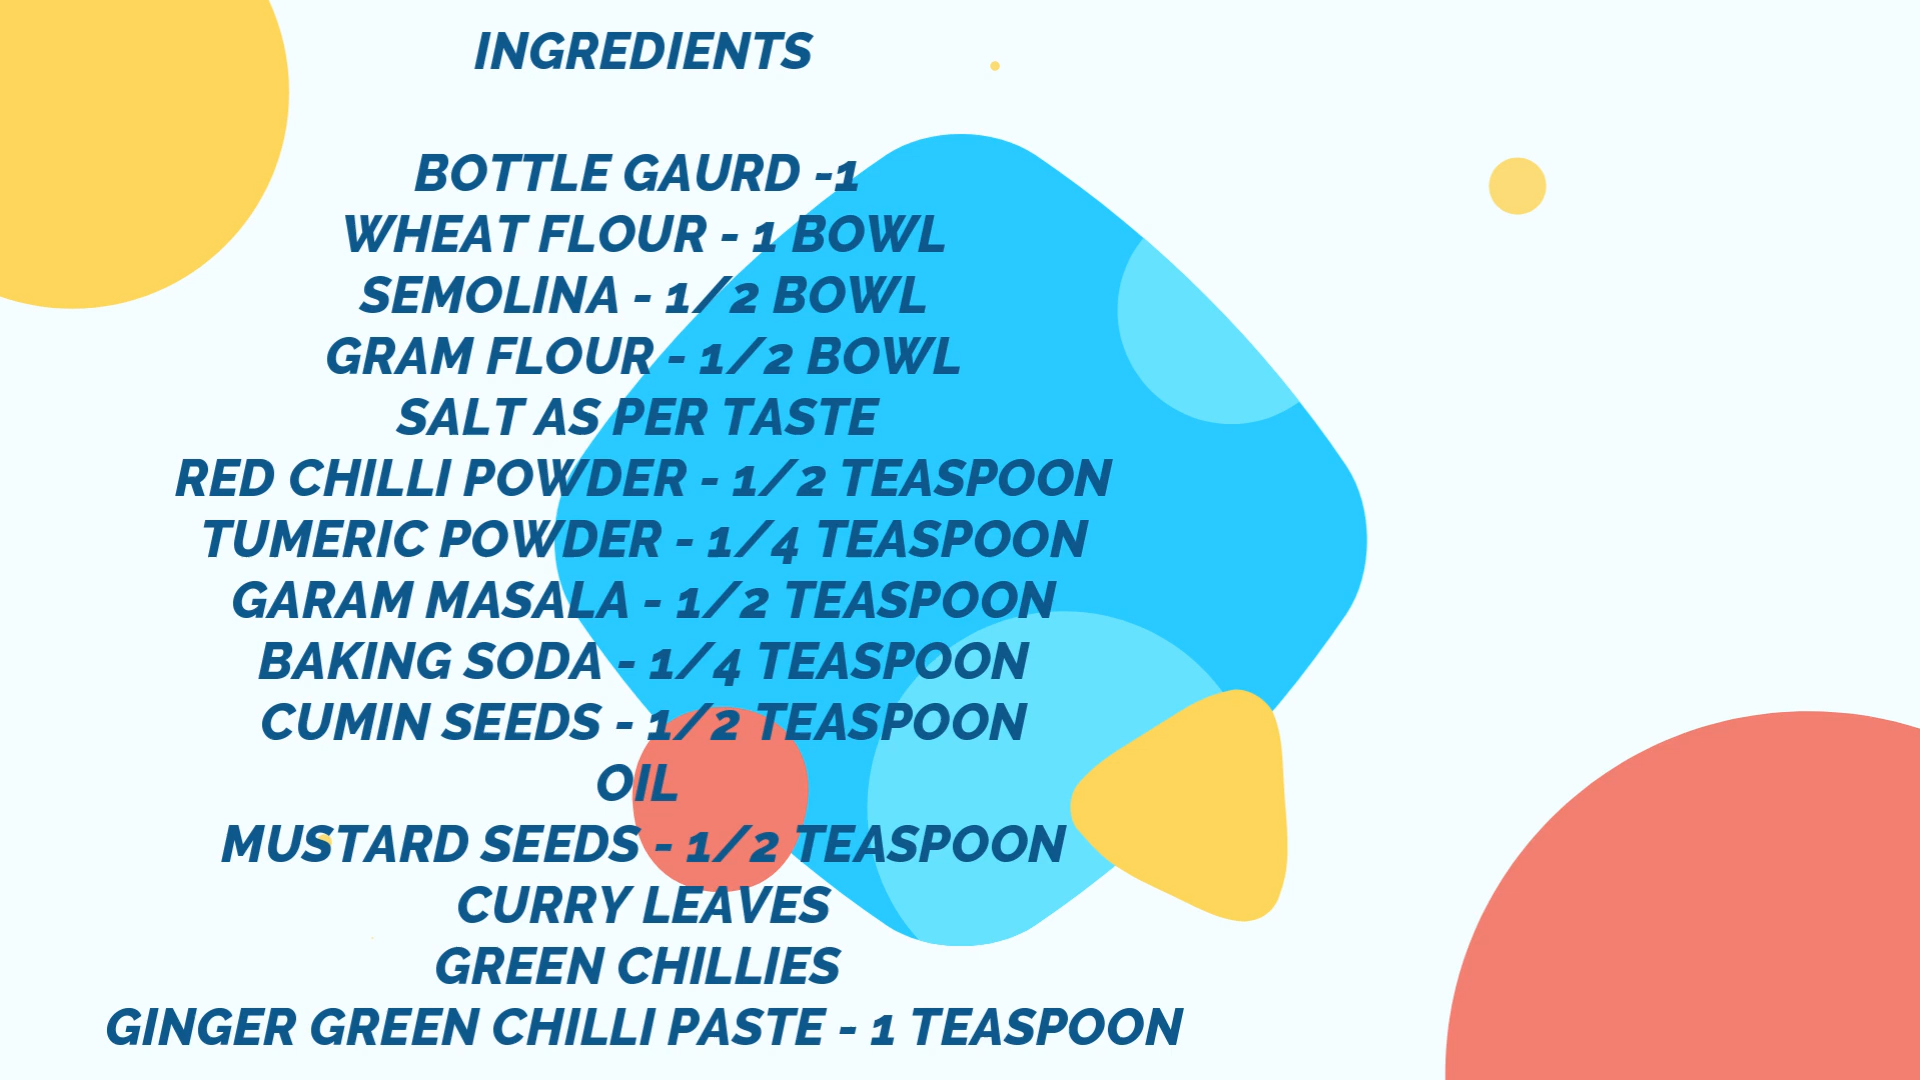 INGREDIENTS
BOTTLE GAURD -1
WHEAT FLOUR - 1 BOWL
SEMOLINA - 1/2 BOWL
GRAM FLOUR - 1/2 BOWL
SALT AS PER TASTE
RED CHILLI POWDER - 1/2 TEASPOON
TUMERIC POWDER - 1/4 TEASPOON
GARAM MASALA - 1/2 TEASPOON
BAKING SODA - 1/4 TEASPOON
CUMIN SEEDS - 1/2 TEASPOON
OIL
MUSTARD SEEDS - 1/2 TEASPOON
CURRY LEAVES
GREEN CHILLIES
GINGER GREEN CHILLI PASTE - 1 TEASPOON